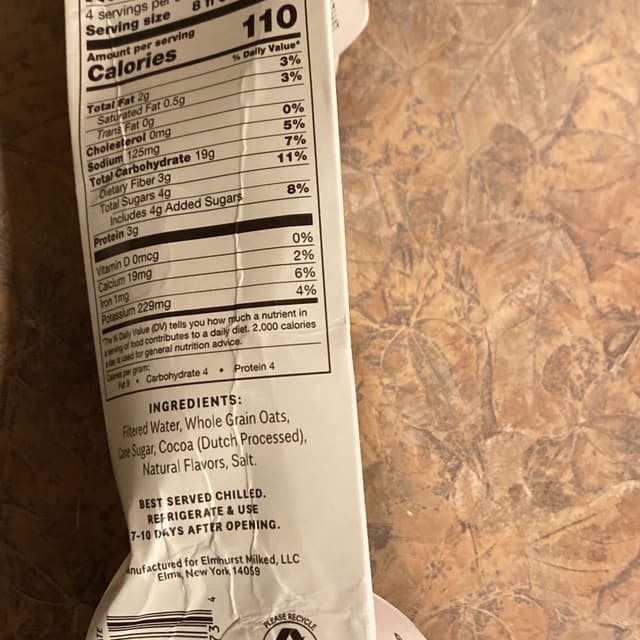 4 servings per
Serving size 8 fl
Amount per serving
Calories 110
% Daily Value*
Total Fat 2g 3%
Saturated Fat 0.5g 3%
Trans Fat 0g
Cholesterol 0mg 0%
Sodium 125mg 5%
Total Carbohydrate 19g 7%
Dietary Fiber 3g 11%
Total Sugars 4g
Includes 4g Added Sugars 8%
Protein 3g
Vitamin D 0mcg 0%
Calcium 19mg 2%
Iron 1mg 6%
Potassium 229mg 4%
*The % Daily Value (DV) tells you how much a nutrient in
a serving of food contributes to a daily diet. 2,000 calories
a day is used for general nutrition advice.
Calories per gram:
Fat 9 • Carbohydrate 4 • Protein 4
INGREDIENTS:
Filtered Water, Whole Grain Oats,
Cane Sugar, Cocoa (Dutch Processed),
Natural Flavors, Salt.
BEST SERVED CHILLED.
REFRIGERATE & USE
7-10 DAYS AFTER OPENING.
anufactured for Elmhurst Milked, LLC
Elma, New York 14059
PLEASE RECYCLE